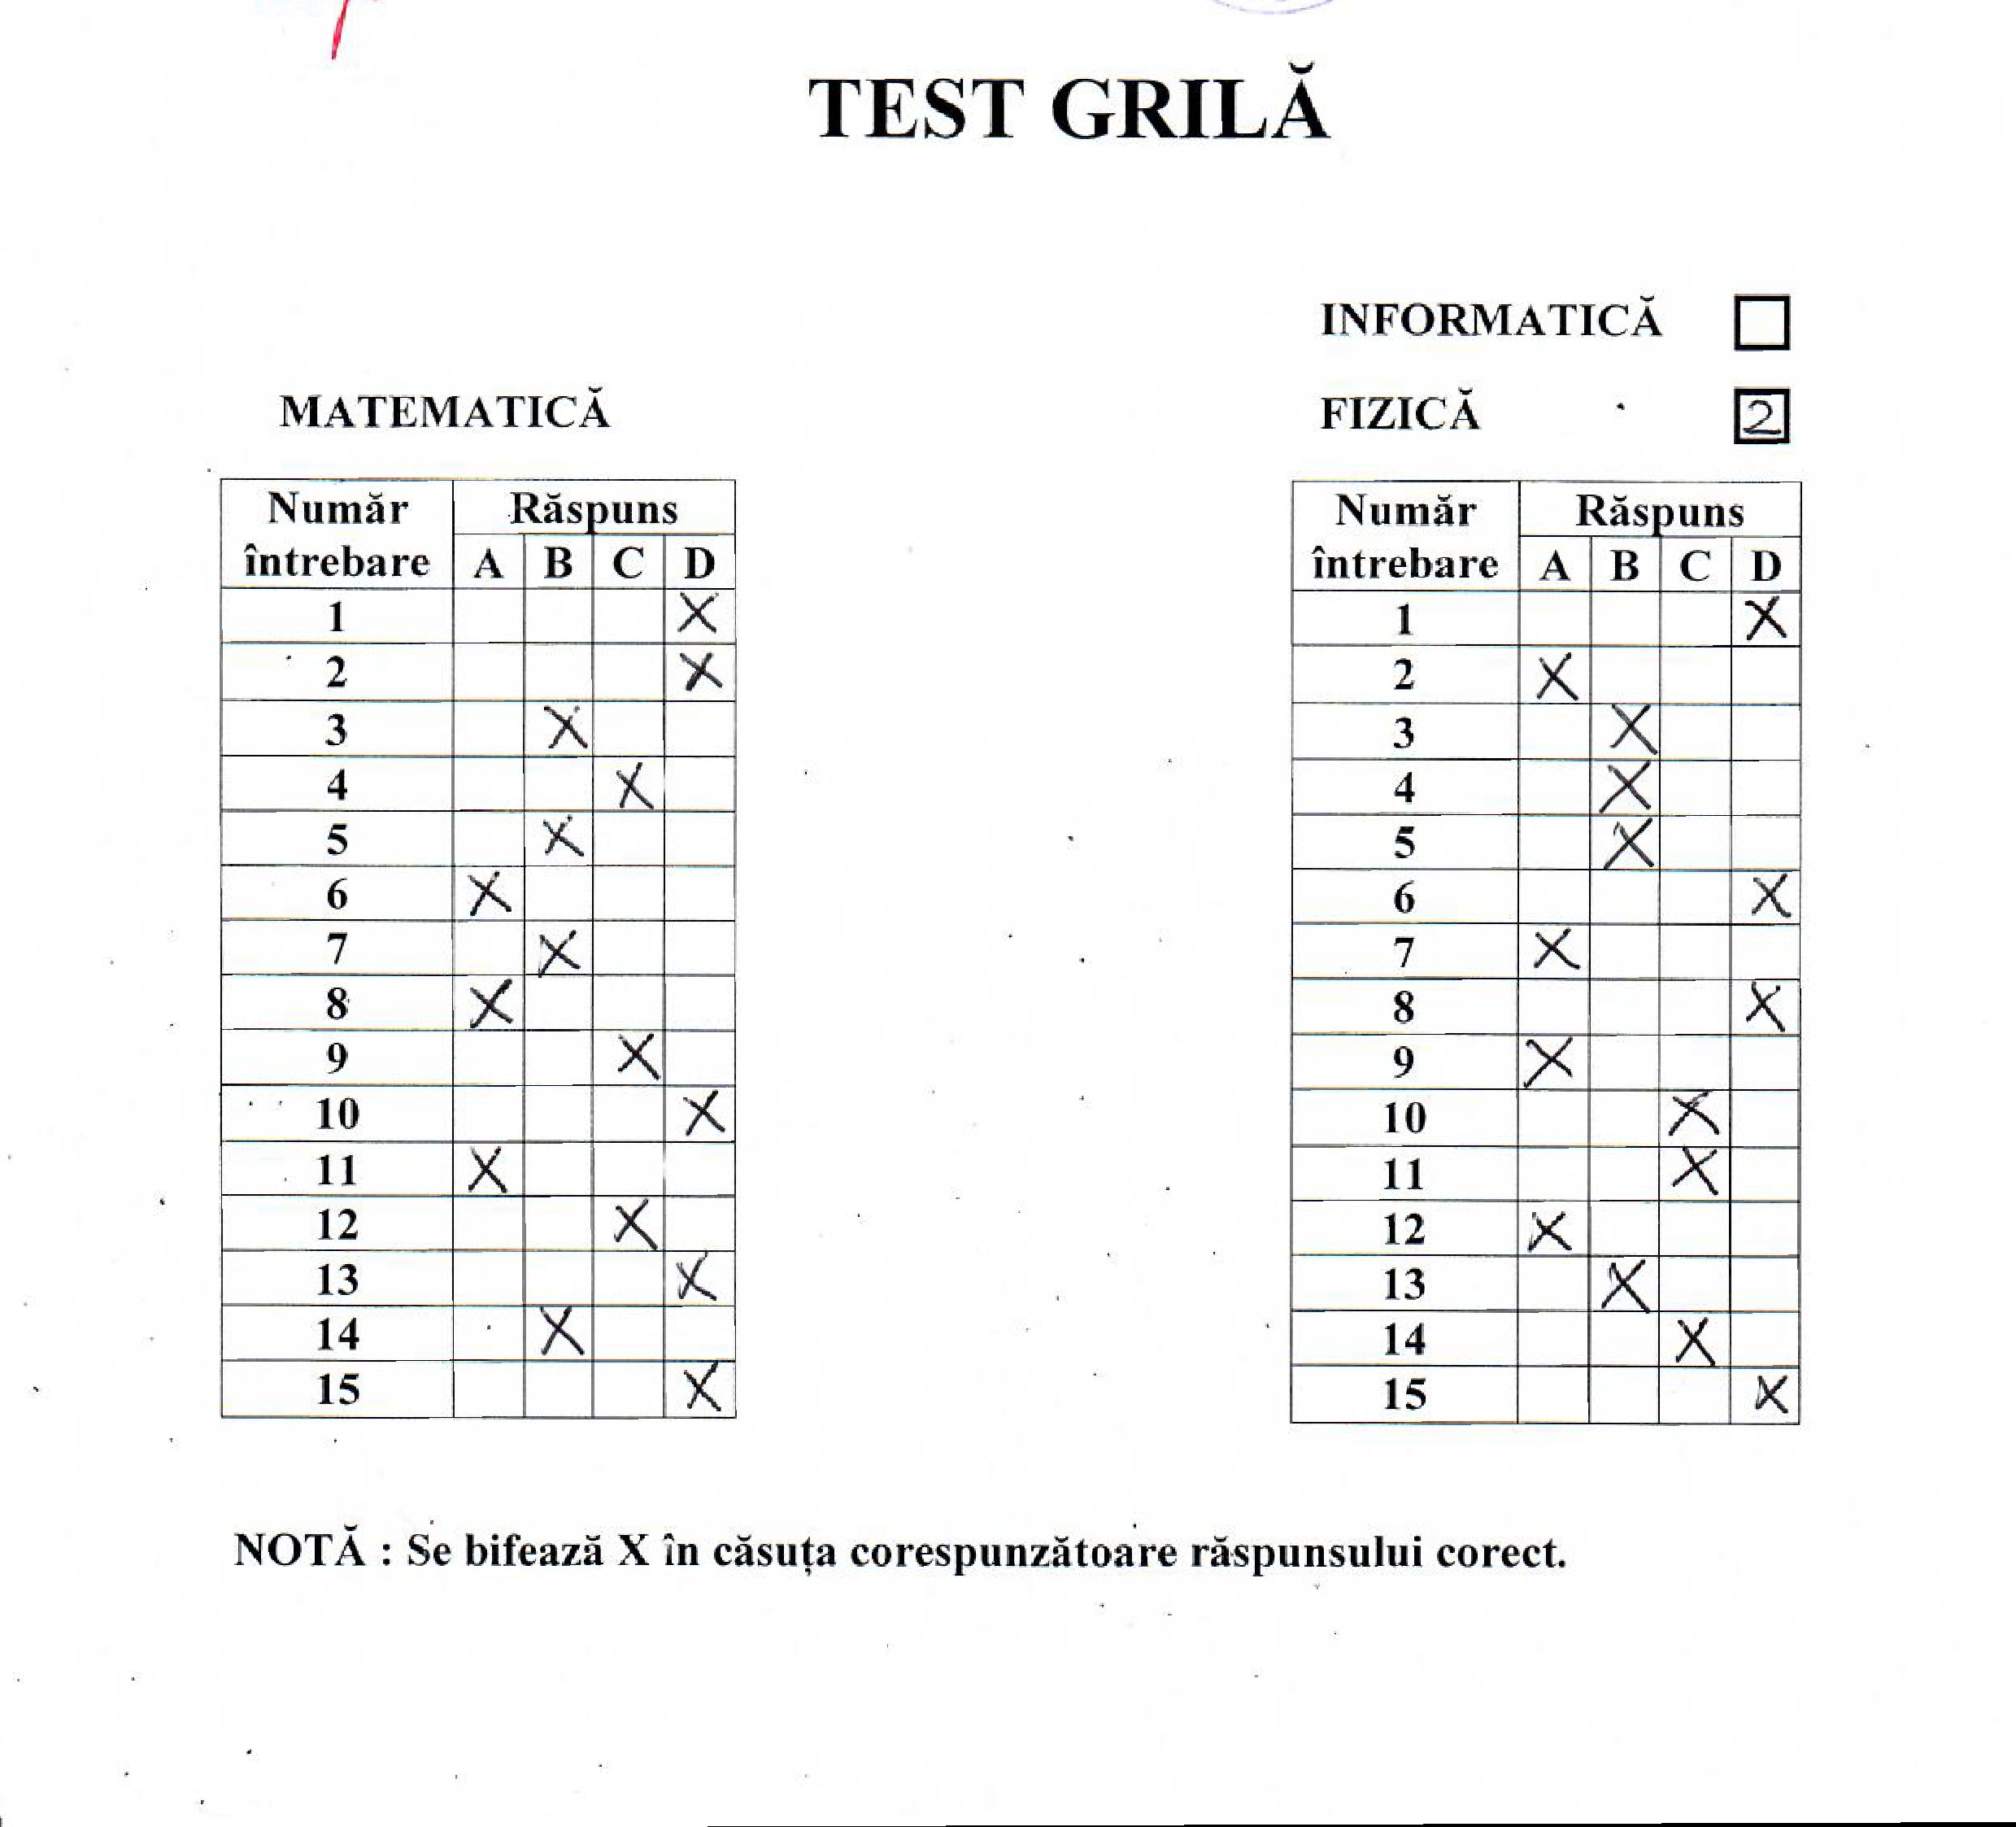 TEST GRILĂ
INFORMATICĂ
MATEMATICĂ
FIZICĂ 2
Număr întrebare Răspuns
A B C D
1 X
2 X
3 X
4 X
5 X
6 X
7 X
8 X
9 X
10 X
11 X
12 X
13 X
14 X
15 X
Număr întrebare Răspuns
A B C D
1 X
2 X
3 X
4 X
5 X
6 X
7 X
8 X
9 X
10 X
11 X
12 X
13 X
14 X
15 X
NOTĂ : Se bifează X în căsuța corespunzătoare răspunsului corect.